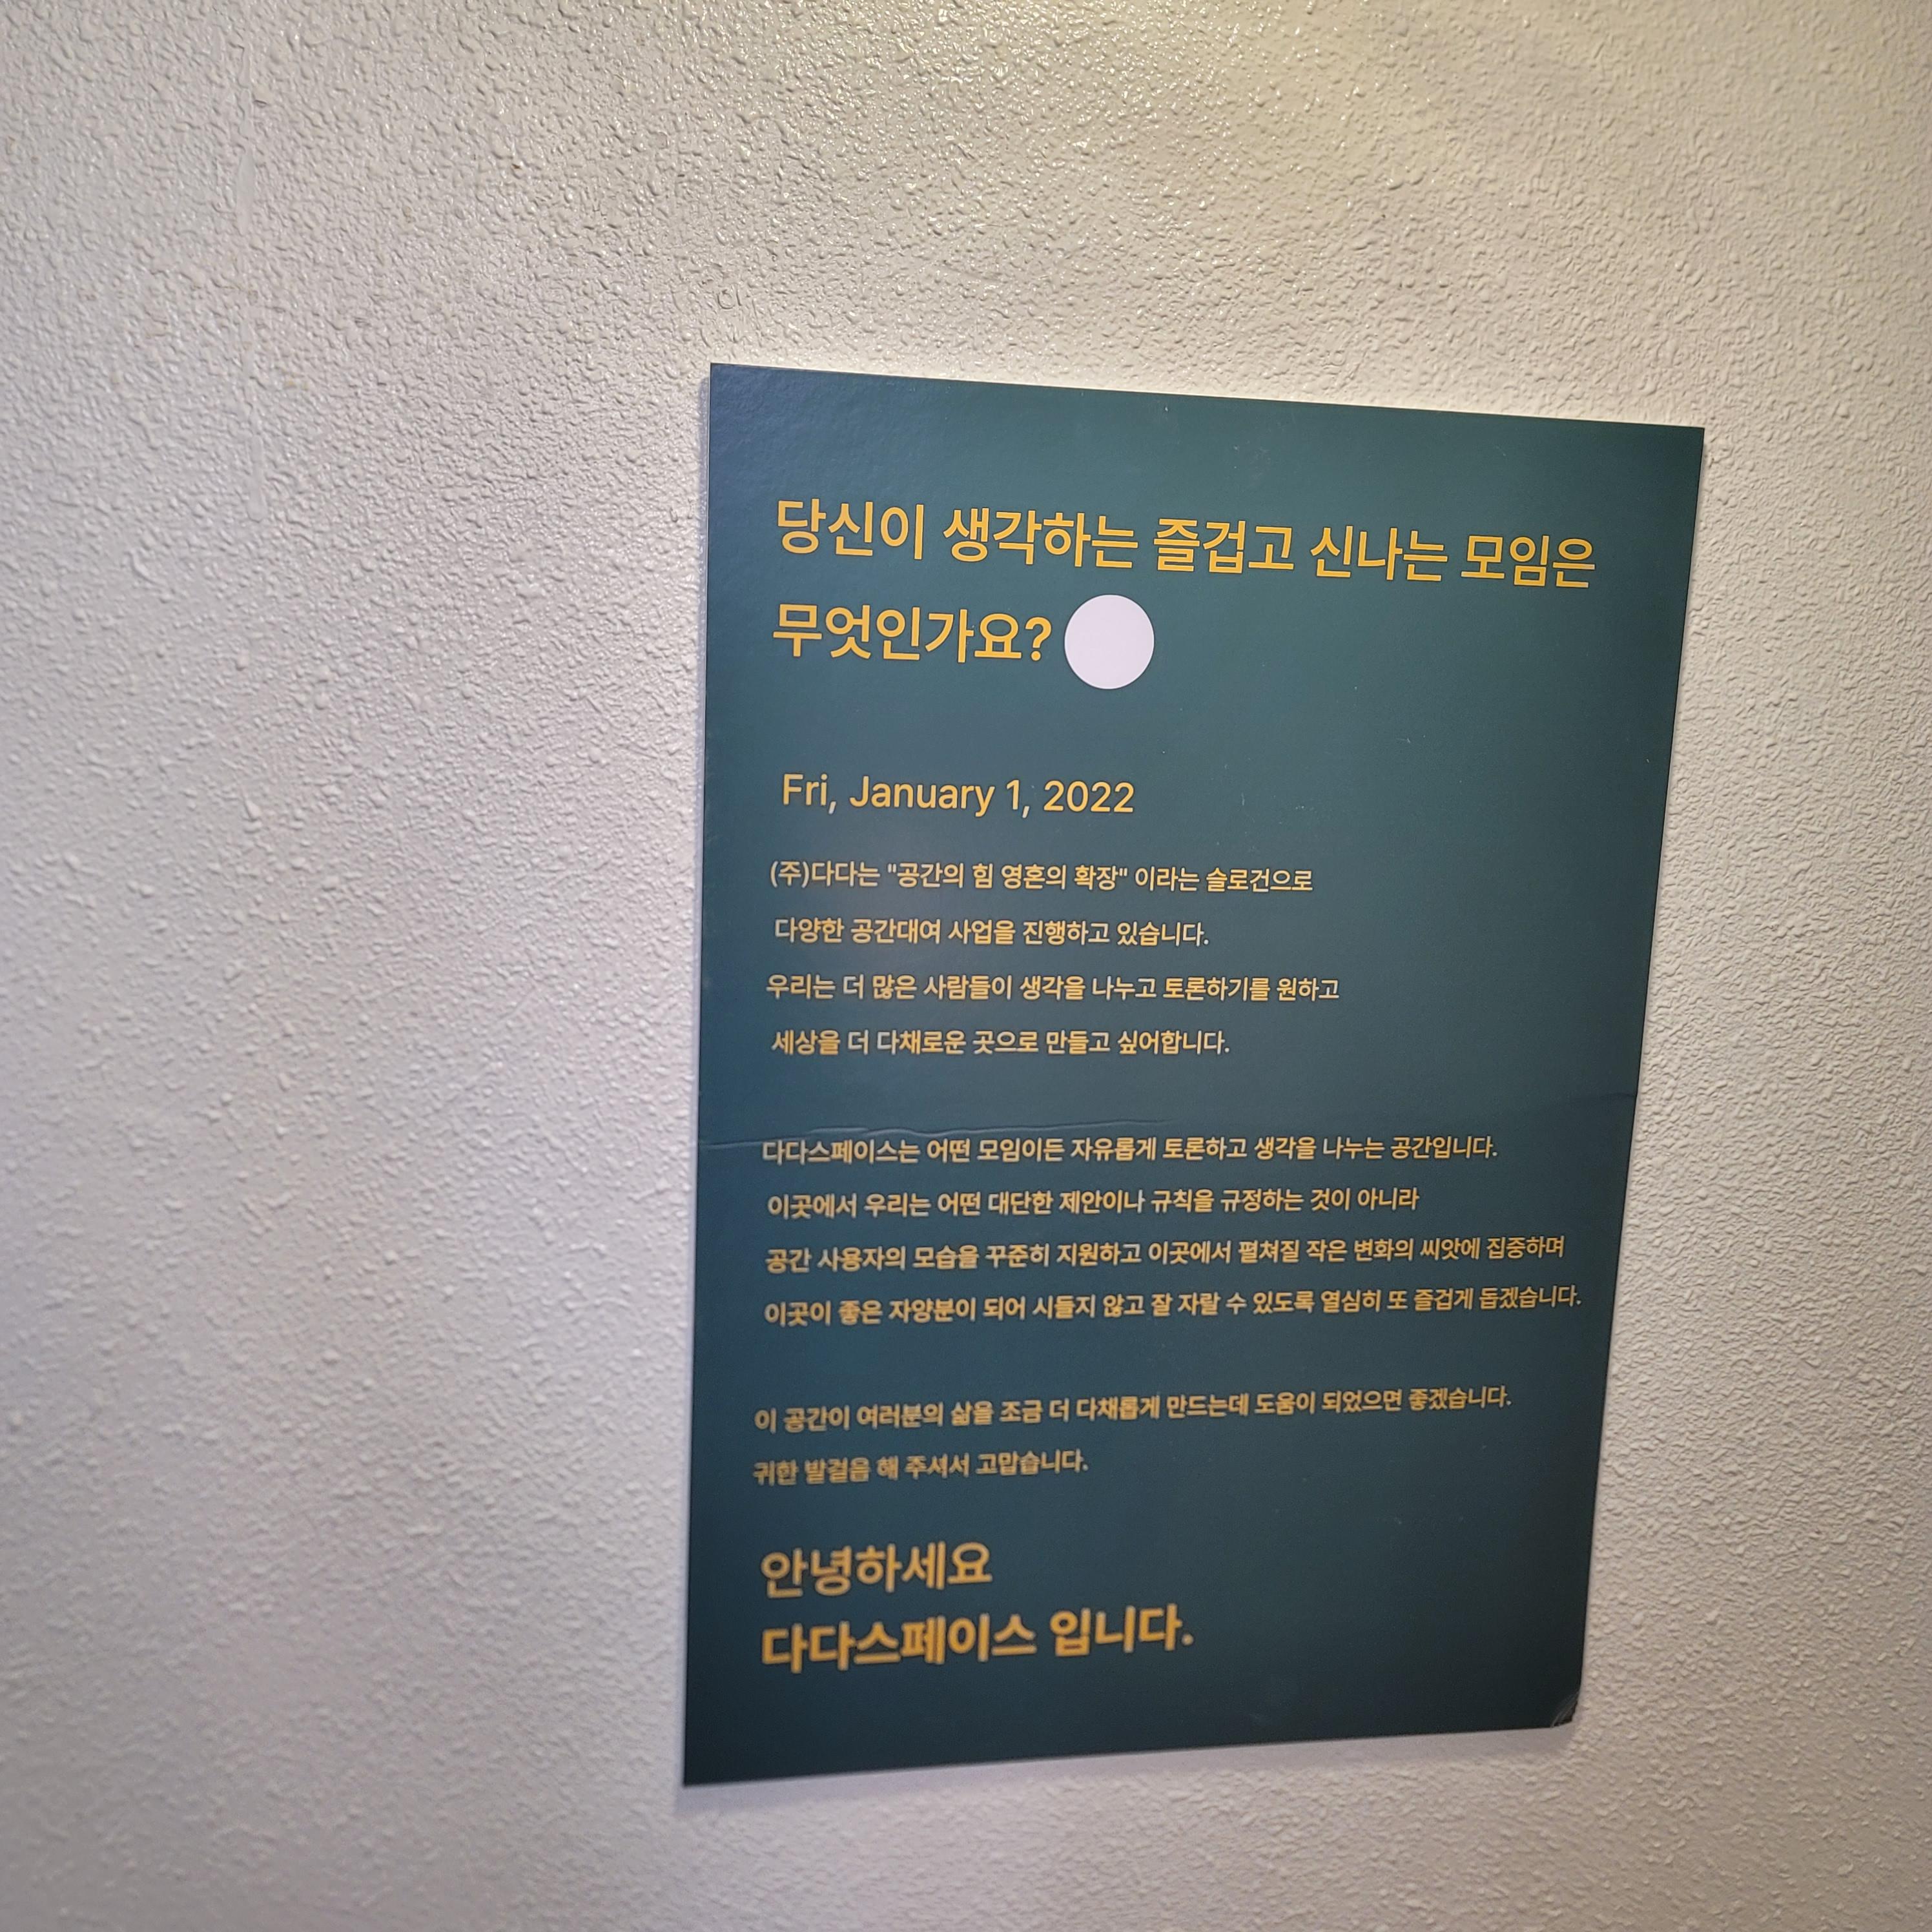 당신이 생각하는 즐겁고 신나는 모임은
무엇인가요?
Fri, January 1, 2022
(주)다다는 "공간의 힘 영혼의 확장" 이라는 슬로건으로
다양한 공간대여 사업을 진행하고 있습니다.
우리는 더 많은 사람들이 생각을 나누고 토론하기를 원하고
세상을 더 다채로운 곳으로 만들고 싶어합니다.
다다스페이스는 어떤 모임이든 자유롭게 토론하고 생각을 나누는 공간입니다.
이곳에서 우리는 어떤 대단한 제안이나 규칙을 규정하는 것이 아니라
공간 사용자의 모습을 꾸준히 지원하고 이곳에서 펼쳐질 작은 변화의 씨앗에 집중하며
이곳이 좋은 자양분이 되어 시들지 않고 잘 자랄 수 있도록 열심히 또 즐겁게 돕겠습니다.
이 공간이 여러분의 삶을 조금 더 다채롭게 만드는데 도움이 되었으면 좋겠습니다.
귀한 발걸음 해 주셔서 고맙습니다.
안녕하세요
다다스페이스 입니다.